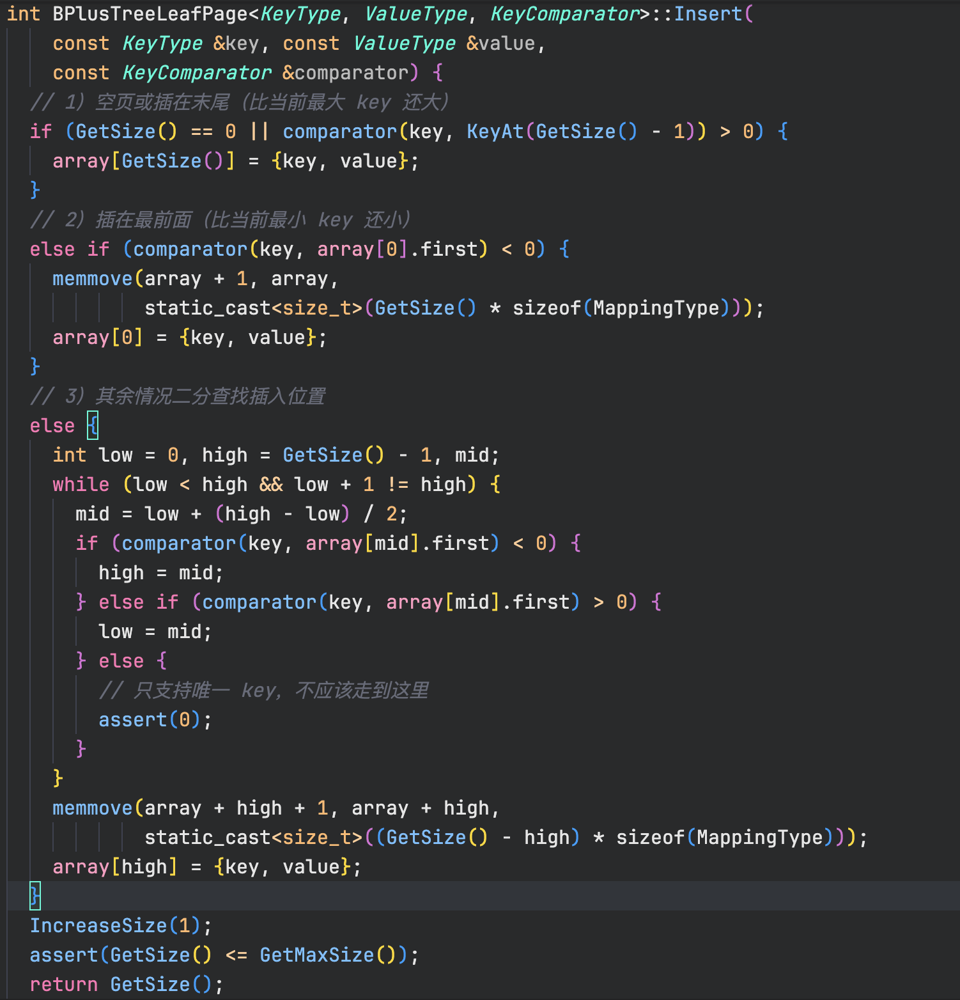 int BPlusTreeLeafPage<KeyType, ValueType, KeyComparator>::Insert(
    const KeyType &key, const ValueType &value,
    const KeyComparator &comparator) {
  // 1）空页或插在末尾（比当前最大 key 还大）
  if (GetSize() == 0 || comparator(key, KeyAt(GetSize() - 1)) > 0) {
    array[GetSize()] = {key, value};
  }
  // 2）插在最前面（比当前最小 key 还小）
  else if (comparator(key, array[0].first) < 0) {
    memmove(array + 1, array,
            static_cast<size_t>(GetSize() * sizeof(MappingType)));
    array[0] = {key, value};
  }
  // 3）其余情况二分查找插入位置
  else {
    int low = 0, high = GetSize() - 1, mid;
    while (low < high && low + 1 != high) {
      mid = low + (high - low) / 2;
      if (comparator(key, array[mid].first) < 0) {
        high = mid;
      } else if (comparator(key, array[mid].first) > 0) {
        low = mid;
      } else {
        // 只支持唯一 key，不应该走到这里
        assert(0);
      }
    }
    memmove(array + high + 1, array + high,
            static_cast<size_t>((GetSize() - high) * sizeof(MappingType)));
    array[high] = {key, value};
  }
  IncreaseSize(1);
  assert(GetSize() <= GetMaxSize());
  return GetSize();